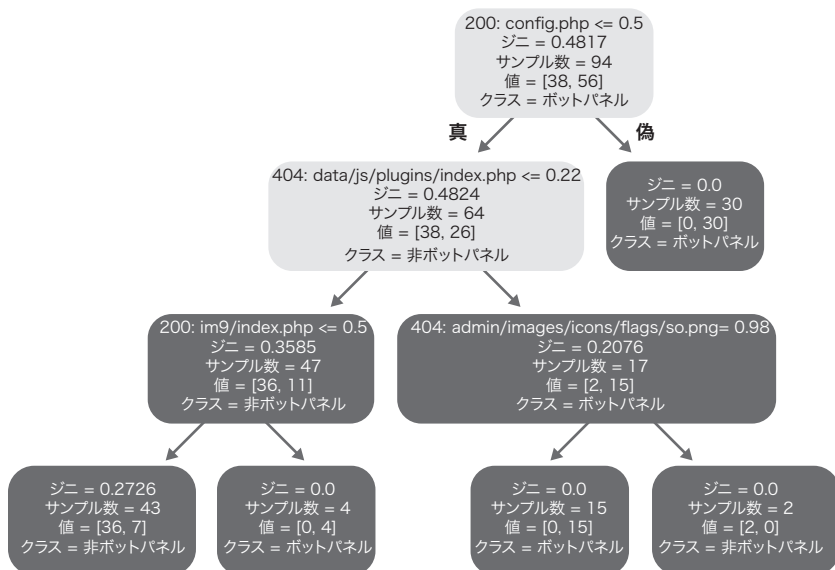 200: config.php <= 0.5
ジニ = 0.4817
サンプル数 = 94
値 = [38, 56]
クラス = ボットパネル
真
偽
404: data/js/plugins/index.php <= 0.22
ジニ = 0.4824
サンプル数 = 64
値 = [38, 26]
クラス = 非ボットパネル
ジニ = 0.0
サンプル数 = 30
値 = [0, 30]
クラス = ボットパネル
200: im9/index.php <= 0.5
ジニ = 0.3585
サンプル数 = 47
値 = [36, 11]
クラス = 非ボットパネル
404: admin/images/icons/flags/so.png= 0.98
ジニ = 0.2076
サンプル数 = 17
値 = [2, 15]
クラス = ボットパネル
ジニ = 0.2726
サンプル数 = 43
値 = [36, 7]
クラス = 非ボットパネル
ジニ = 0.0
サンプル数 = 4
値 = [0, 4]
クラス = ボットパネル
ジニ = 0.0
サンプル数 = 15
値 = [0, 15]
クラス = ボットパネル
ジニ = 0.0
サンプル数 = 2
値 = [2, 0]
クラス = 非ボットパネル